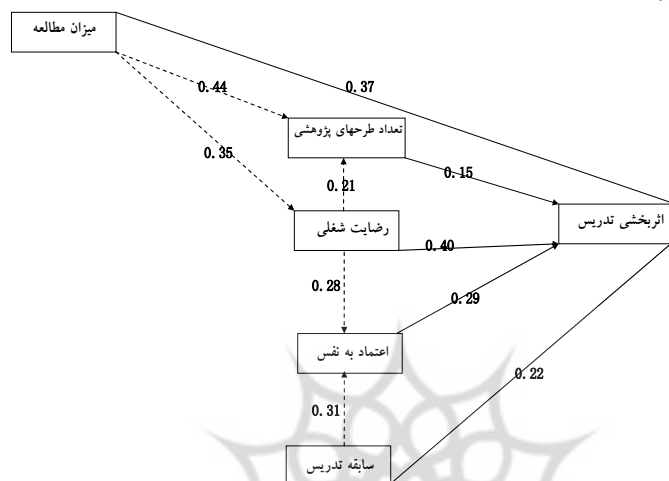 میزان مطالعه
0.37
0.44
تعداد طرحهای پژوهشی
0.35
0.15
0.21
اثربخشی تدریس
رضایت شغلی
0.40
0.28
0.29
اعتماد به نفس
0.22
0.31
سابقه تدریس